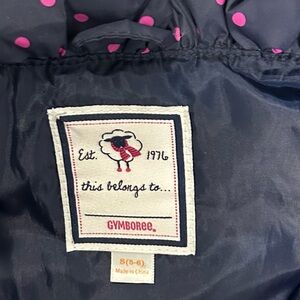 Est. 1976
this belongs to...
GYMBOREE
S(5-6)
Made in China